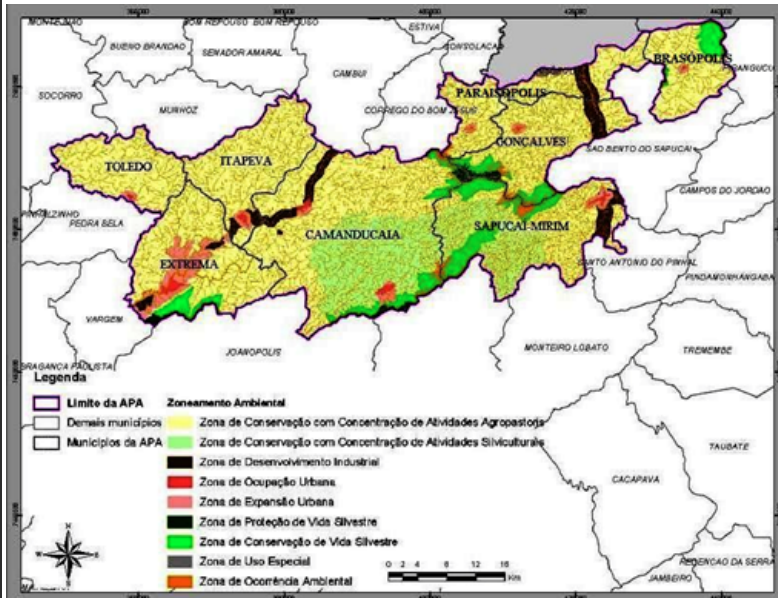 MONTE SIÃO
BOM REPOUSO BOM REPOUSO
ESTIVA
BUENO BRANDAO
SENADOR AMARAL
CONSOLACAO
CAMBUI
BRASÓPOLIS
SOCORRO
MUNHOZ
PARAISÓPOLIS
CORREGO DO BOM JESUS
GONÇALVES
ITAPEVA
SAO BENTO DO SAPUCAI
TOLEDO
CAMPOS DO JORDAO
PEDRA BELA
CAMANDUCAIA
SAPUCAI-MIRIM
EXTREMA
SANTO ANTONIO DO PINHAL
PINDAMONHANGABA
VARGEM
JOANOPOLIS
MONTEIRO LOBATO
TREMEMBE
BRAGANCA PAULISTA
Legenda
Limite da APA
Demais municípios
Municípios da APA
Zoneamento Ambiental
Zona de Conservação com Concentração de Atividades Agropastoris
Zona de Conservação com Concentração de Atividades Silviculturais
Zona de Desenvolvimento Industrial
Zona de Ocupação Urbana
Zona de Expansão Urbana
Zona de Proteção de Vida Silvestre
Zona de Conservação de Vida Silvestre
Zona de Uso Especial
Zona de Ocorrência Ambiental
TAUBATE
CACAPAVA
REDENCAO DA SERRA
JAMBEIRO
N
W E
S
0 2 4 8 12 16
Km